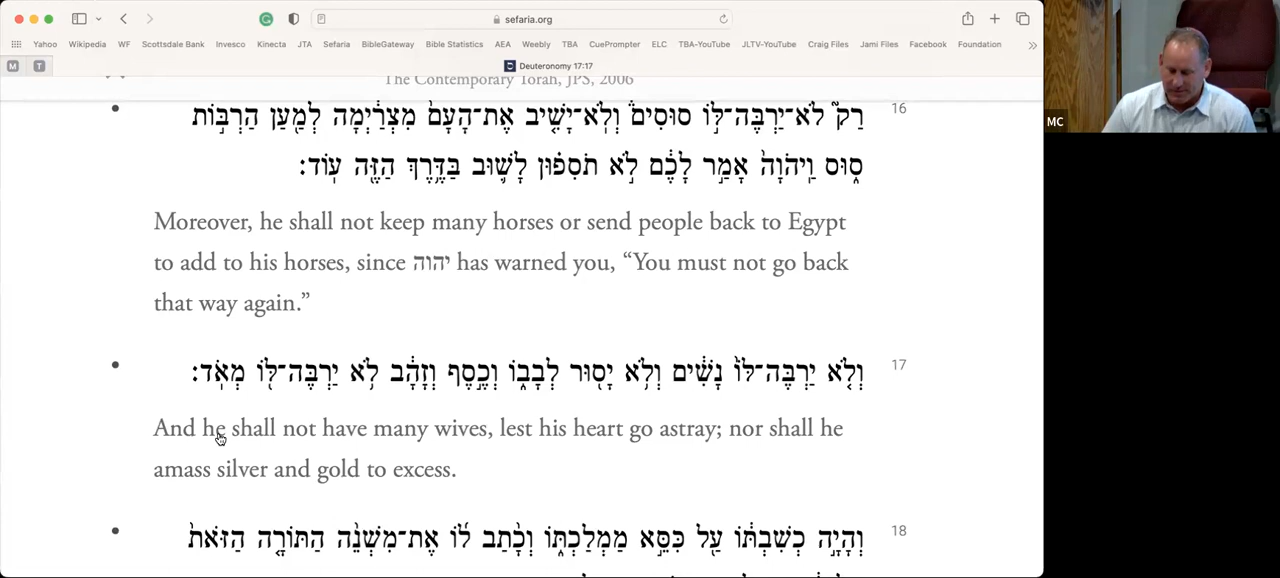 sefaria.org
Yahoo Wikipedia WF Scottsdale Bank Invesco Kinecta JTA Sefaria BibleGateway Bible Statistics AEA Weebly TBA CuePrompter ELC TBA-YouTube JLTV-YouTube Craig Files Jami Files Facebook Foundation
M T Deuteronomy 17:17
The Contemporary Torah, JPS, 2006
16
רַק֮ לֹא־יַרְבֶּה־לּ֣וֹ סוּסִים֒ וְלֹֽא־יָשִׁ֤יב אֶת־הָעָם֙ מִצְרַ֔יְמָה לְמַ֖עַן הַרְבּ֣וֹת
ס֑וּס וַֽיהֹוָה֙ אָמַ֣ר לָכֶ֔ם לֹ֣א תֹסִפ֗וּן לָשׁ֛וּב בַּדֶּ֥רֶךְ הַזֶּ֖ה עֽוֹד׃
Moreover, he shall not keep many horses or send people back to Egypt
to add to his horses, since יהוה has warned you, “You must not go back
that way again.”
17
וְלֹ֤א יַרְבֶּה־לּוֹ֙ נָשִׁ֔ים וְלֹ֥א יָס֖וּר לְבָב֑וֹ וְכֶ֣סֶף וְזָהָ֔ב לֹ֥א יַרְבֶּה־לּ֖וֹ מְאֹֽד׃
And he shall not have many wives, lest his heart go astray; nor shall he
amass silver and gold to excess.
18
וְהָיָ֣ה כְשִׁבְתּ֔וֹ עַ֖ל כִּסֵּ֣א מַמְלַכְתּ֑וֹ וְכָ֨תַב ל֜וֹ אֶת־מִשְׁנֵ֨ה הַתּוֹרָ֤ה הַזֹּאת֙
MC